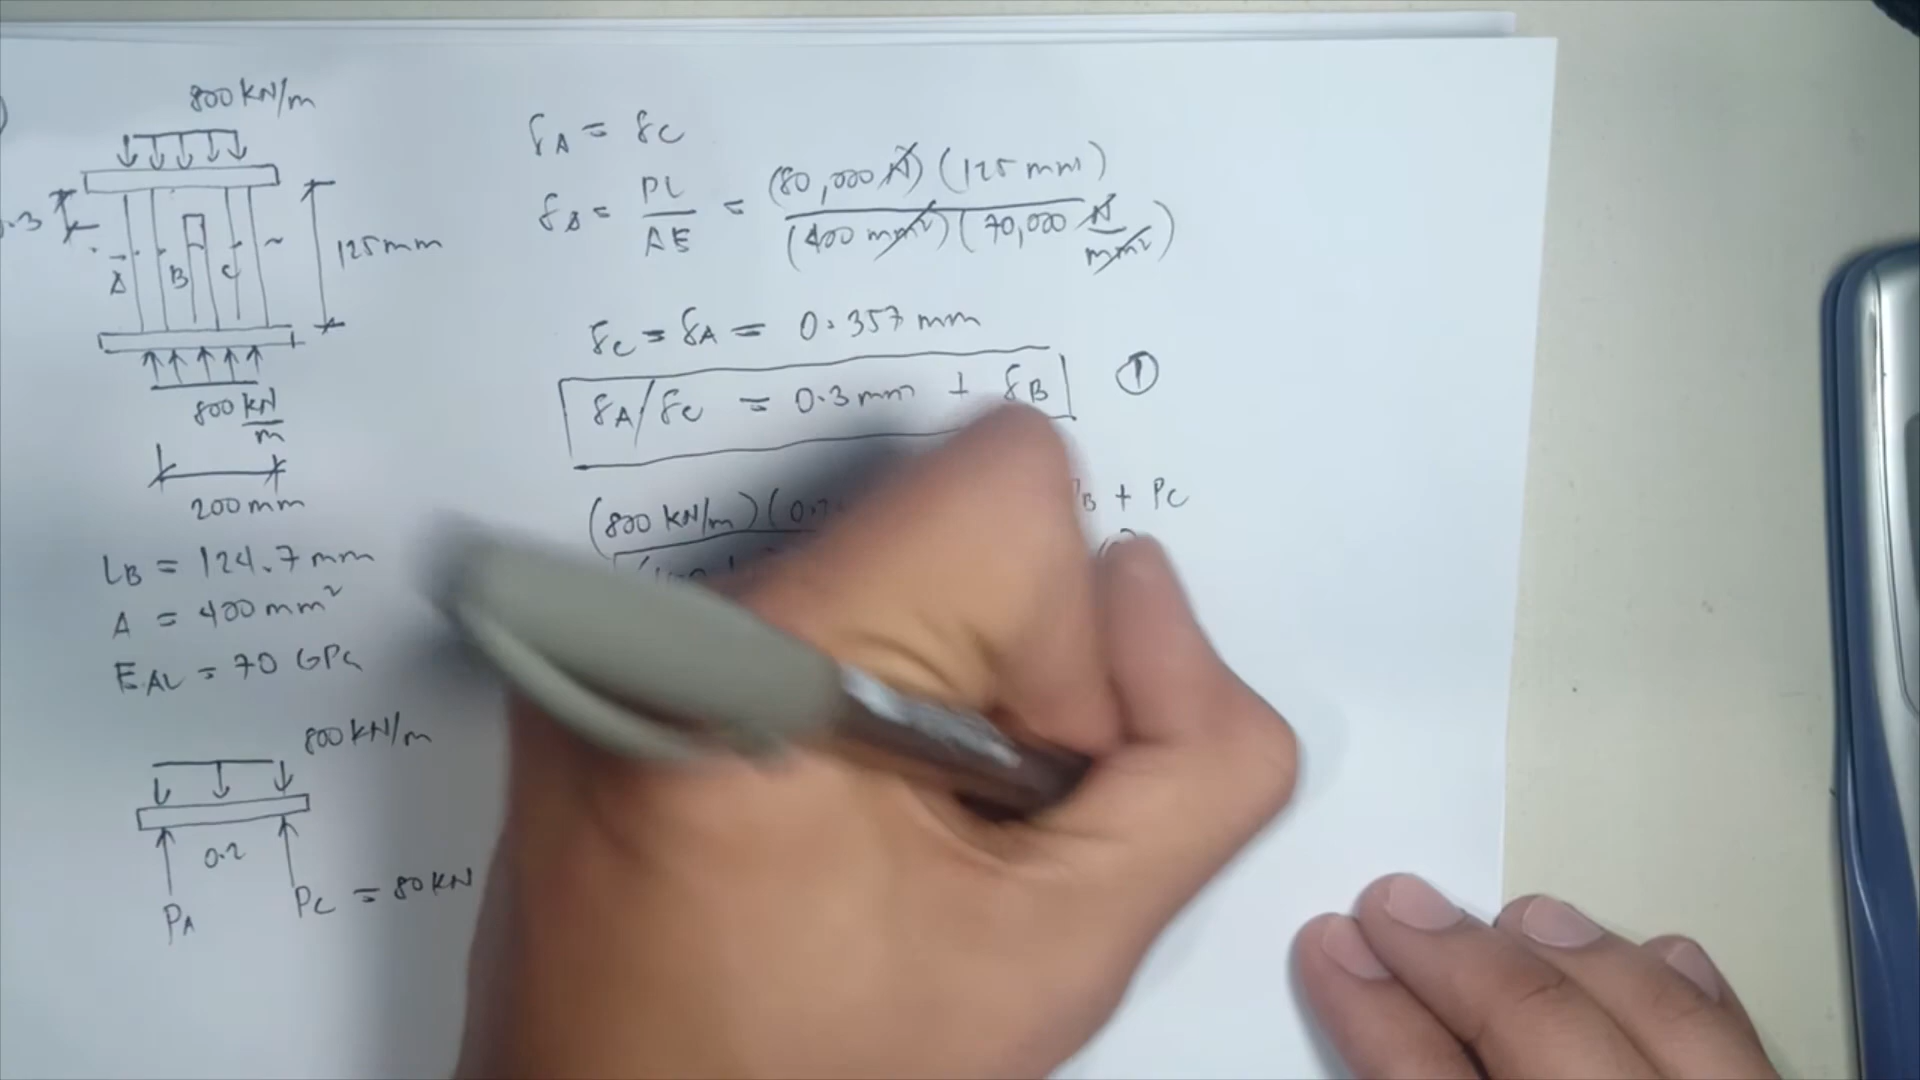 800 kN/m
A B C
125 mm
800 kN/m
200 mm
LB = 124.7 mm
A = 400 mm²
EAL = 70 GPa
800 kN/m
0.2
PA
PC = 80 kN
δA = δC
δA = PL/AE = (80,000 N)(125 mm)/(400 mm²)(70,000 N/mm²)
δC = δA = 0.357 mm
δA/δC = 0.3 mm + δB ①
(800 kN/m)(0. + PC